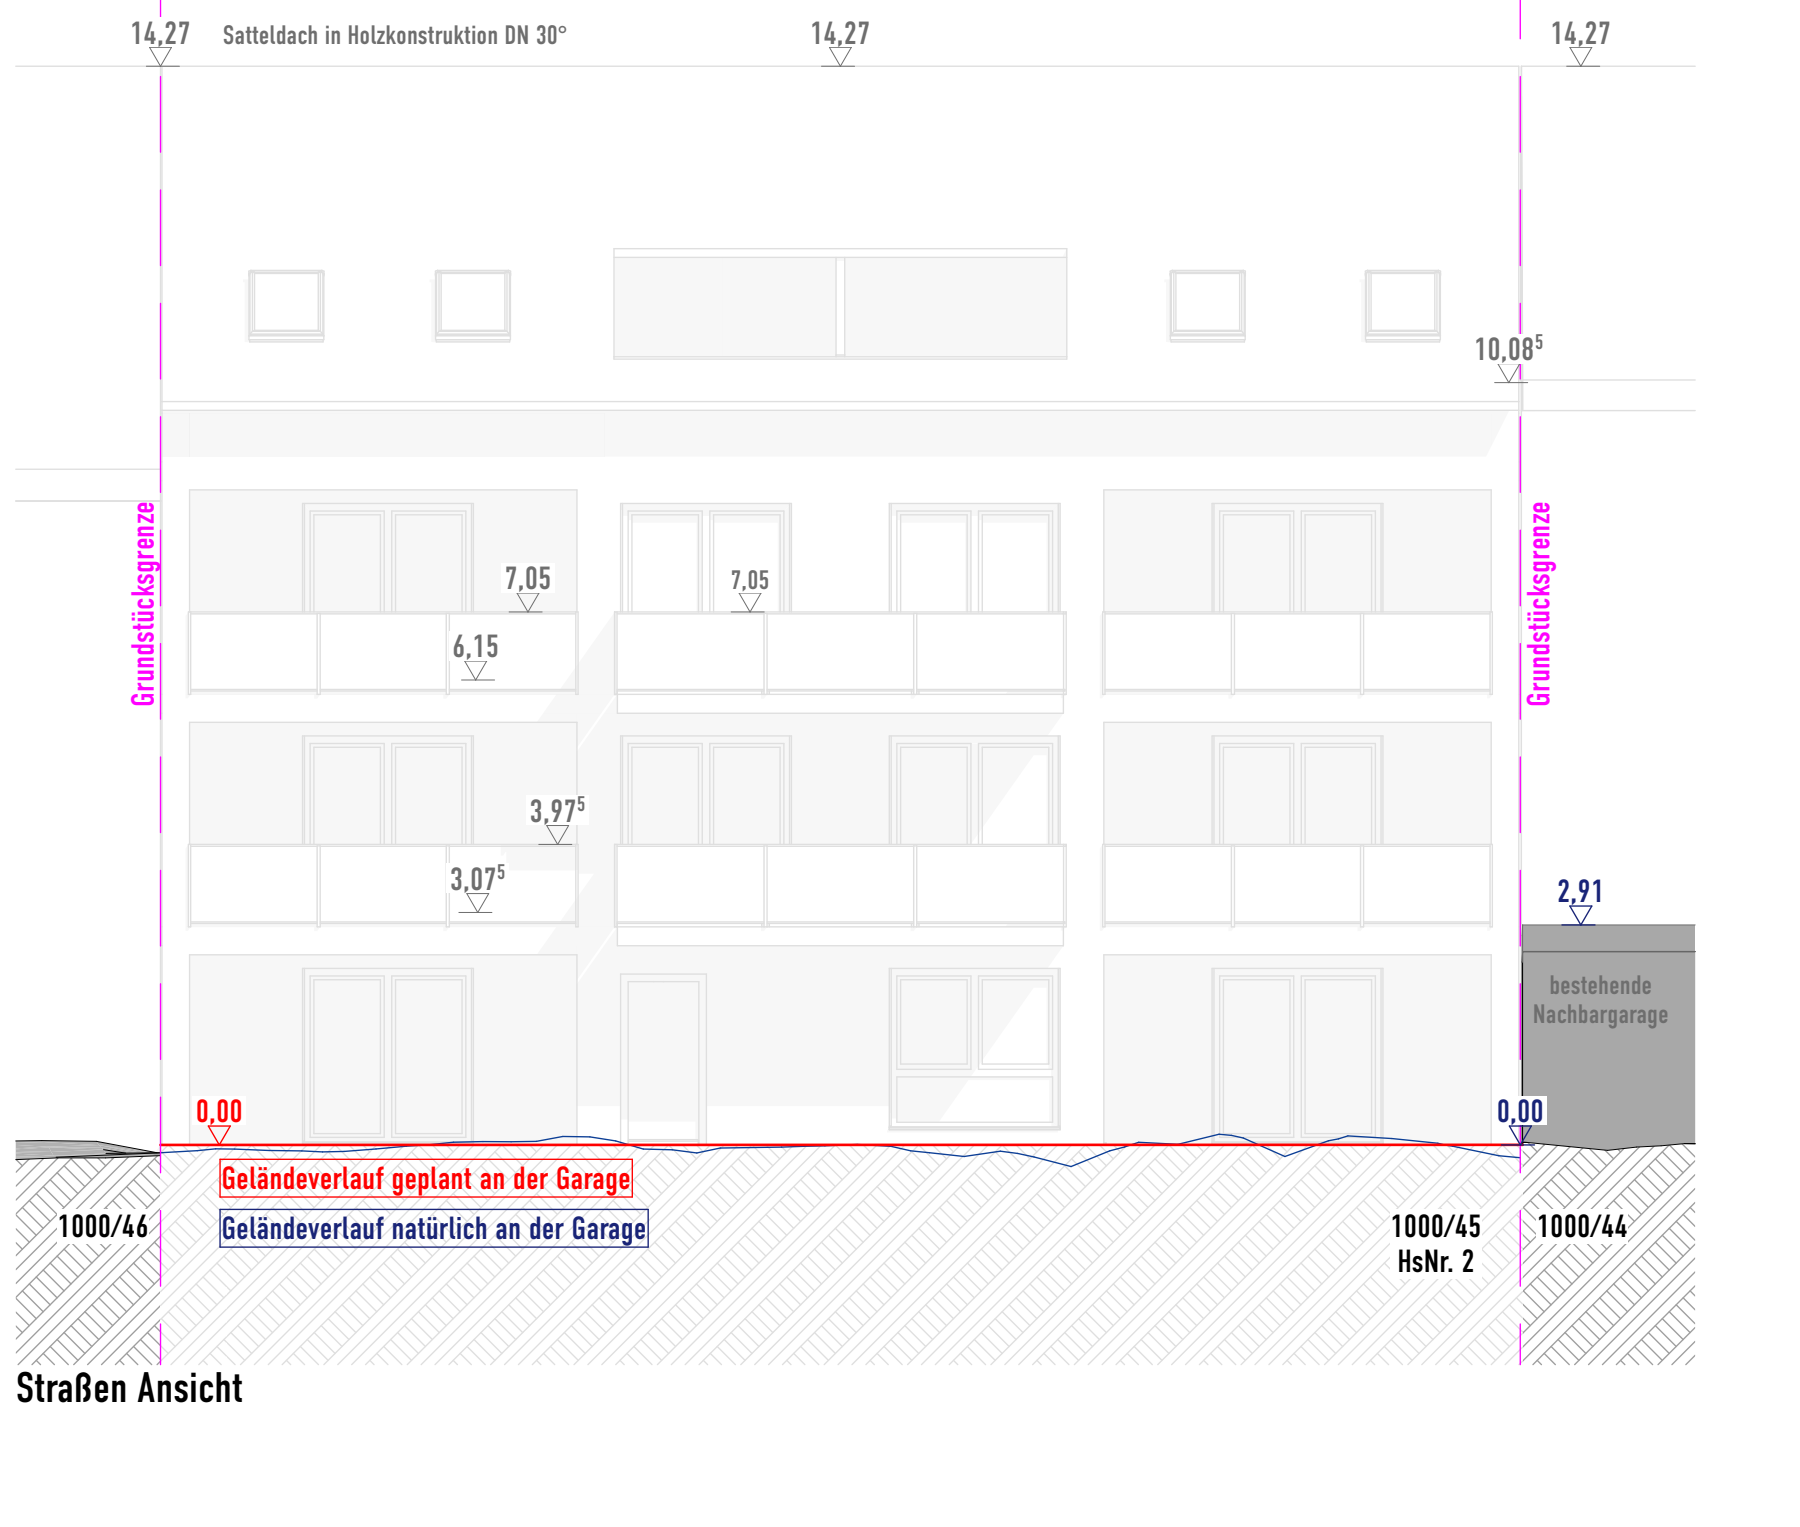 14,27
Satteldach in Holzkonstruktion DN 30°
14,27
14,27
10,08⁵
Grundstücksgrenze
Grundstücksgrenze
7,05
7,05
6,15
3,97⁵
3,07⁵
2,91
bestehende
Nachbargarage
0,00
0,00
Geländeverlauf geplant an der Garage
Geländeverlauf natürlich an der Garage
1000/46
1000/45
HsNr. 2
1000/44
Straßen Ansicht